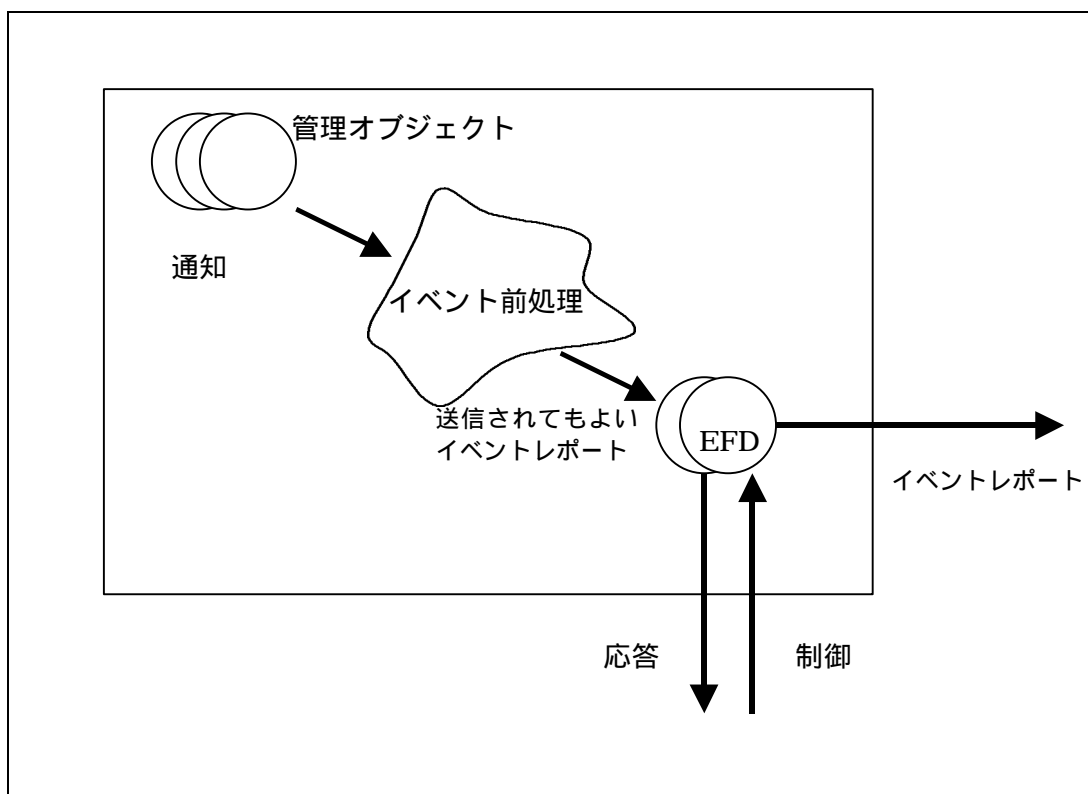 管理オブジェクト
通知
イベント前処理
送信されてもよい
イベントレポート
EFD
イベントレポート
応答
制御